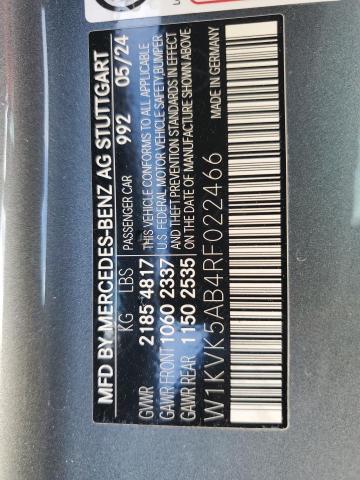 MFD BY MERCEDES-BENZ AG STUTTGART
KG LBS PASSENGER CAR 992 05/24
GVWR 2185 4817 THIS VEHICLE CONFORMS TO ALL APPLICABLE
GAWR FRONT 1060 2337 U.S. FEDERAL MOTOR VEHICLE SAFETY, BUMPER
GAWR REAR 1150 2535 AND THEFT PREVENTION STANDARDS IN EFFECT
ON THE DATE OF MANUFACTURE SHOWN ABOVE
W1KVK5AB4RF022466 MADE IN GERMANY